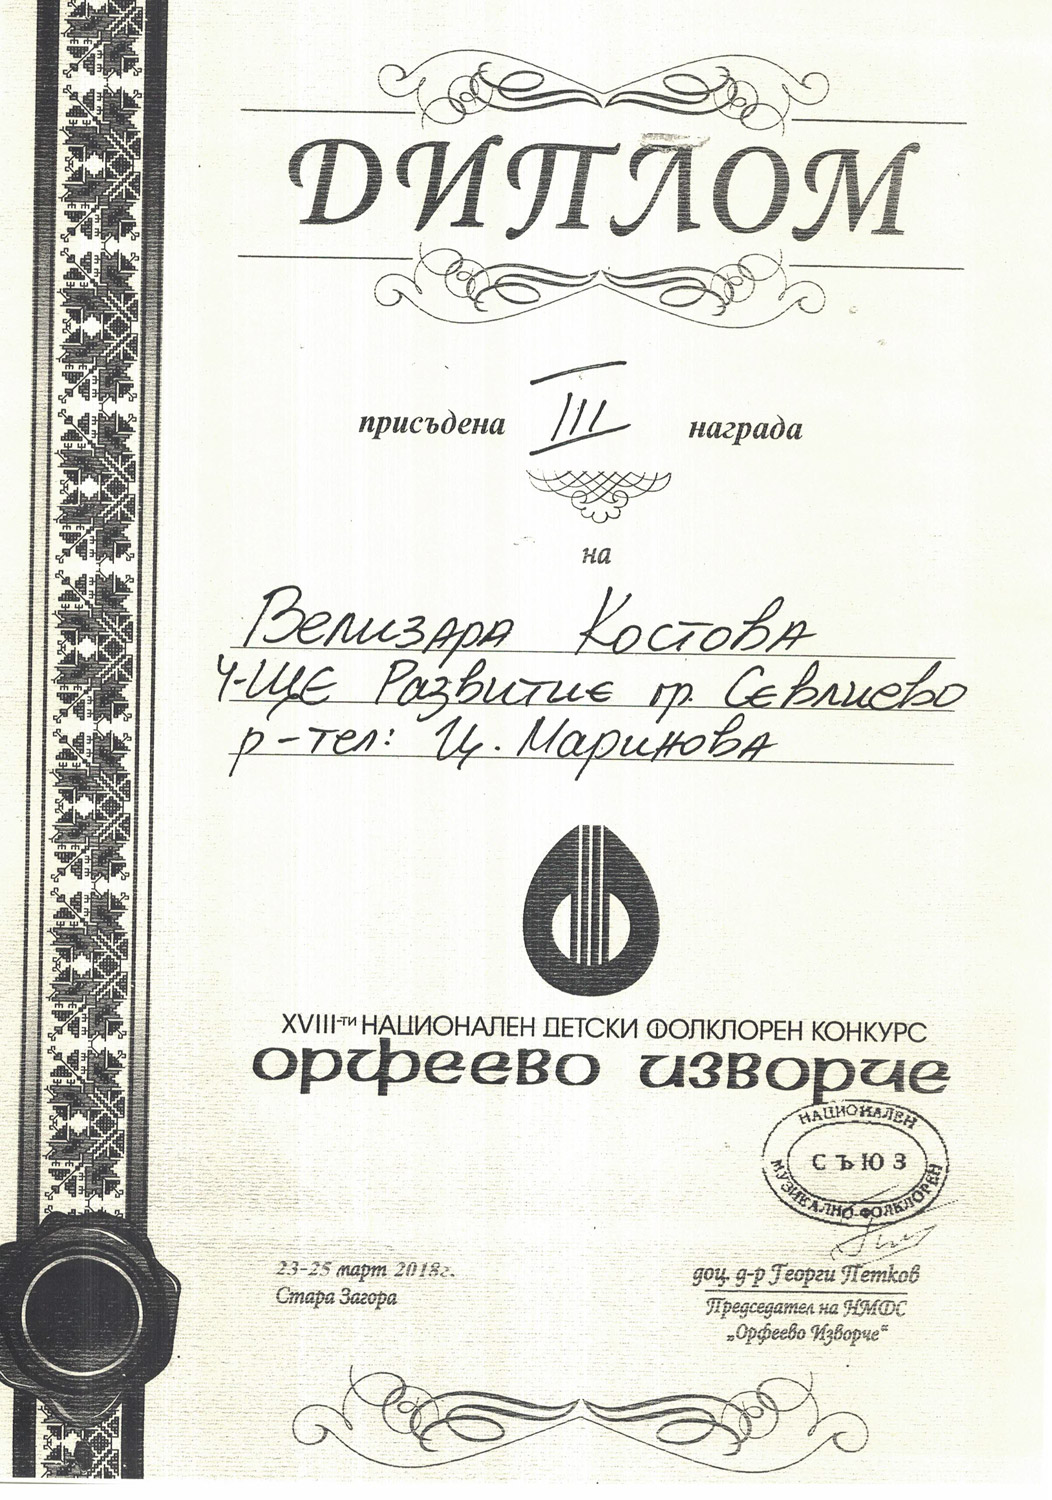 ДИПЛОМ
присъдена III награда
на
Велизара Костова
Ч-ЩЕ Развитие гр. Севлиево
р-тел: Ц. Маринова
XVIII-ти НАЦИОНАЛЕН ДЕТСКИ ФОЛКЛОРЕН КОНКУРС
орфеево изворче
НАЦИОНАЛЕН
СЪЮЗ
МУЗИКАЛНО-ФОЛКЛОРЕН
23-25 март 2018г.
Стара Загора
доц. д-р Георги Петков
Председател на НМФС
„Орфеево Изворче“